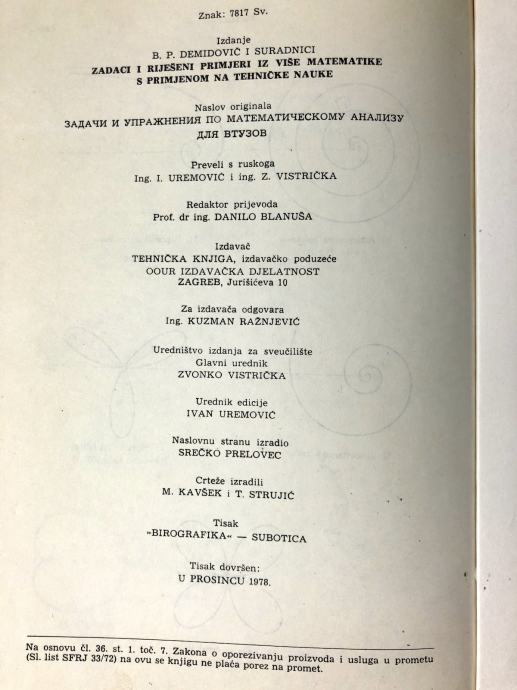 Znak: 7817 Sv.
Izdanje
B. P. DEMIDOVIĆ I SURADNICI
ZADACI I RIJEŠENI PRIMJERI IZ VIŠE MATEMATIKE
S PRIMJENOM NA TEHNIČKE NAUKE
Naslov originala
ЗАДАЧИ И УПРАЖНЕНИЯ ПО МАТЕМАТИЧЕСКОМУ АНАЛИЗУ
ДЛЯ ВТУЗОВ
Preveli s ruskoga
Ing. I. UREMOVIĆ i ing. Z. VISTRIČKA
Redaktor prijevoda
Prof. dr ing. DANILO BLANUŠA
Izdavač
TEHNIČKA KNJIGA, izdavačko poduzeće
OOUR IZDAVAČKA DJELATNOST
ZAGREB, Jurišićeva 10
Za izdavača odgovara
Ing. KUZMAN RAŽNJEVIĆ
Uredništvo izdanja za sveučilište
Glavni urednik
ZVONKO VISTRIČKA
Urednik edicije
IVAN UREMOVIĆ
Naslovnu stranu izradio
SREĆKO PRELOVEC
Crteže izradili
M. KAVŠEK i T. STRUJIĆ
Tisak
»BIROGRAFIKA« — SUBOTICA
Tisak dovršen:
U PROSINCU 1978.
Na osnovu čl. 36. st. 1. toč. 7. Zakona o oporezivanju proizvoda i usluga u prometu
(Sl. list SFRJ 33/72) na ovu se knjigu ne plaća porez na promet.